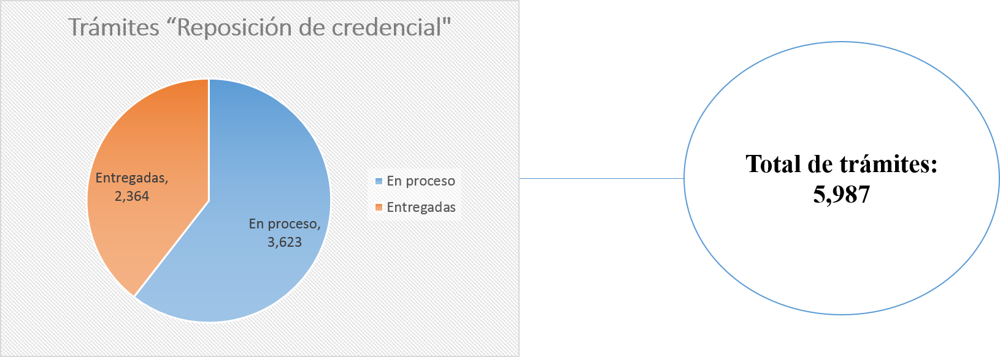 Trámites “Reposición de credencial"
Entregadas,
2,364
En proceso,
3,623
En proceso
Entregadas
Total de trámites:
5,987